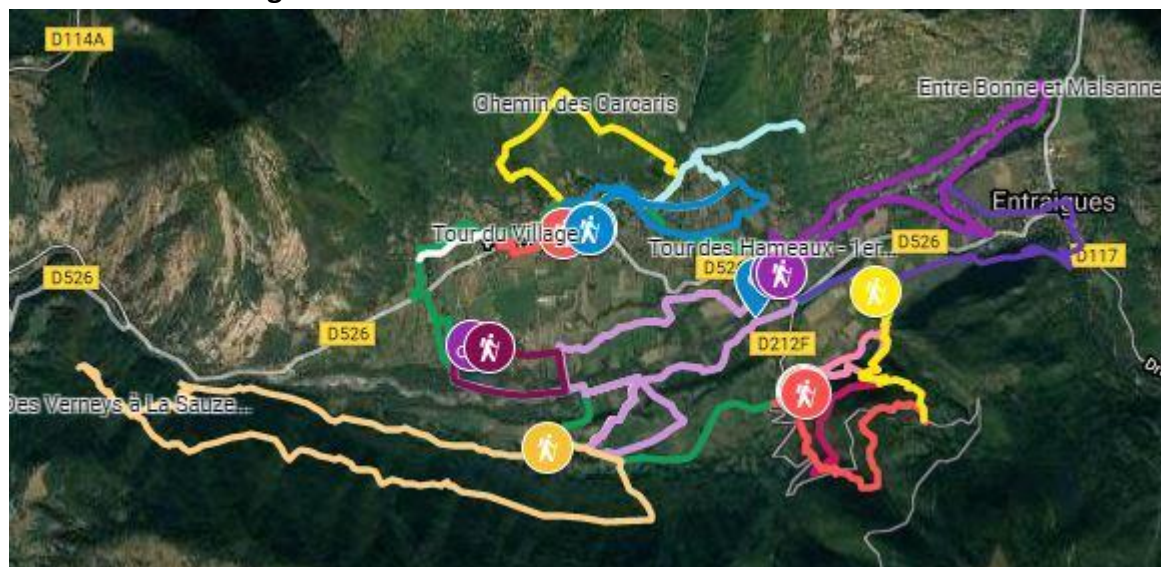 D114A
Chemin des Carcaris
Entre Bonne et Malsanne
Entraigues
Tour du Village
Tour des Hameaux - 1er...
D526
D526
D117
D526
D526
D212F
Des Verneys à La Sauze...